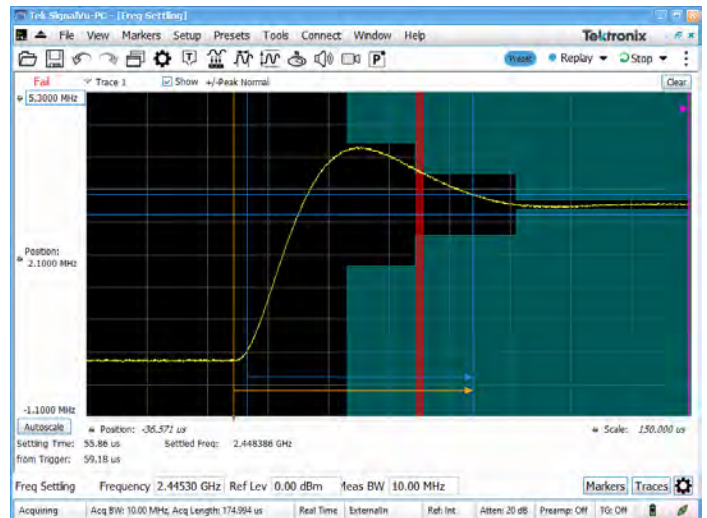 Tek SignalVu-PC - [Freq Settling]
File View Markers Setup Presets Tools Connect Window Help Tektronix
T P Preset Replay Stop
Fail Trace 1 Show +/-Peak Normal Clear
5.3000 MHz
Position:
2.1000 MHz
-1.1000 MHz
Autoscale Position: -36.571 us Scale: 150.000 us
Settling Time: 55.86 us Settled Freq: 2.448386 GHz
from Trigger: 59.18 us
Freq Settling Frequency 2.44530 GHz Ref Lev 0.00 dBm Meas BW 10.00 MHz Markers Traces
Acquiring Acq BW: 10.00 MHz, Acq Length: 174.994 us Real Time ExternalIn Ref: Int Atten: 20 dB Preamp: Off TG: Off